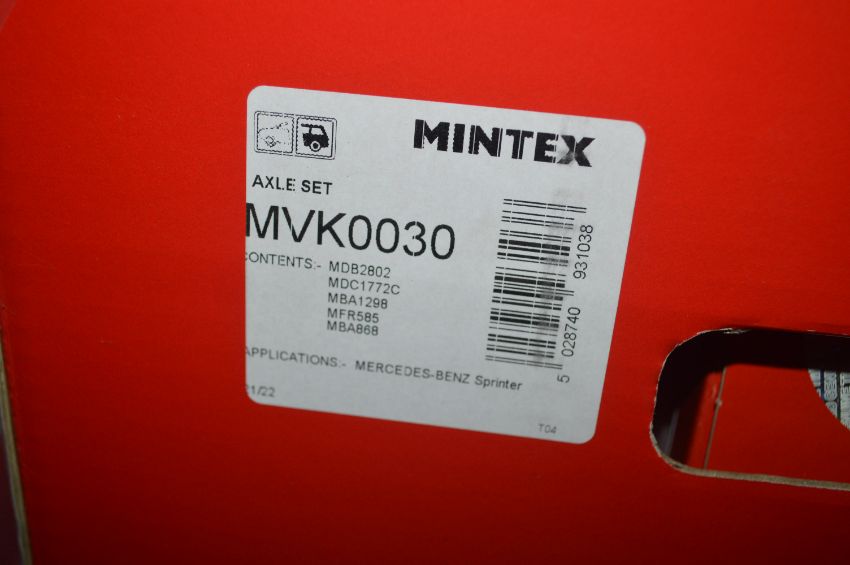 MINTEX
AXLE SET
MVK0030
CONTENTS:- MDB2802
MDC1772C
MBA1298
MFR585
MBA868
APPLICATIONS:- MERCEDES-BENZ Sprinter
21/22
T04
5 028740 931038